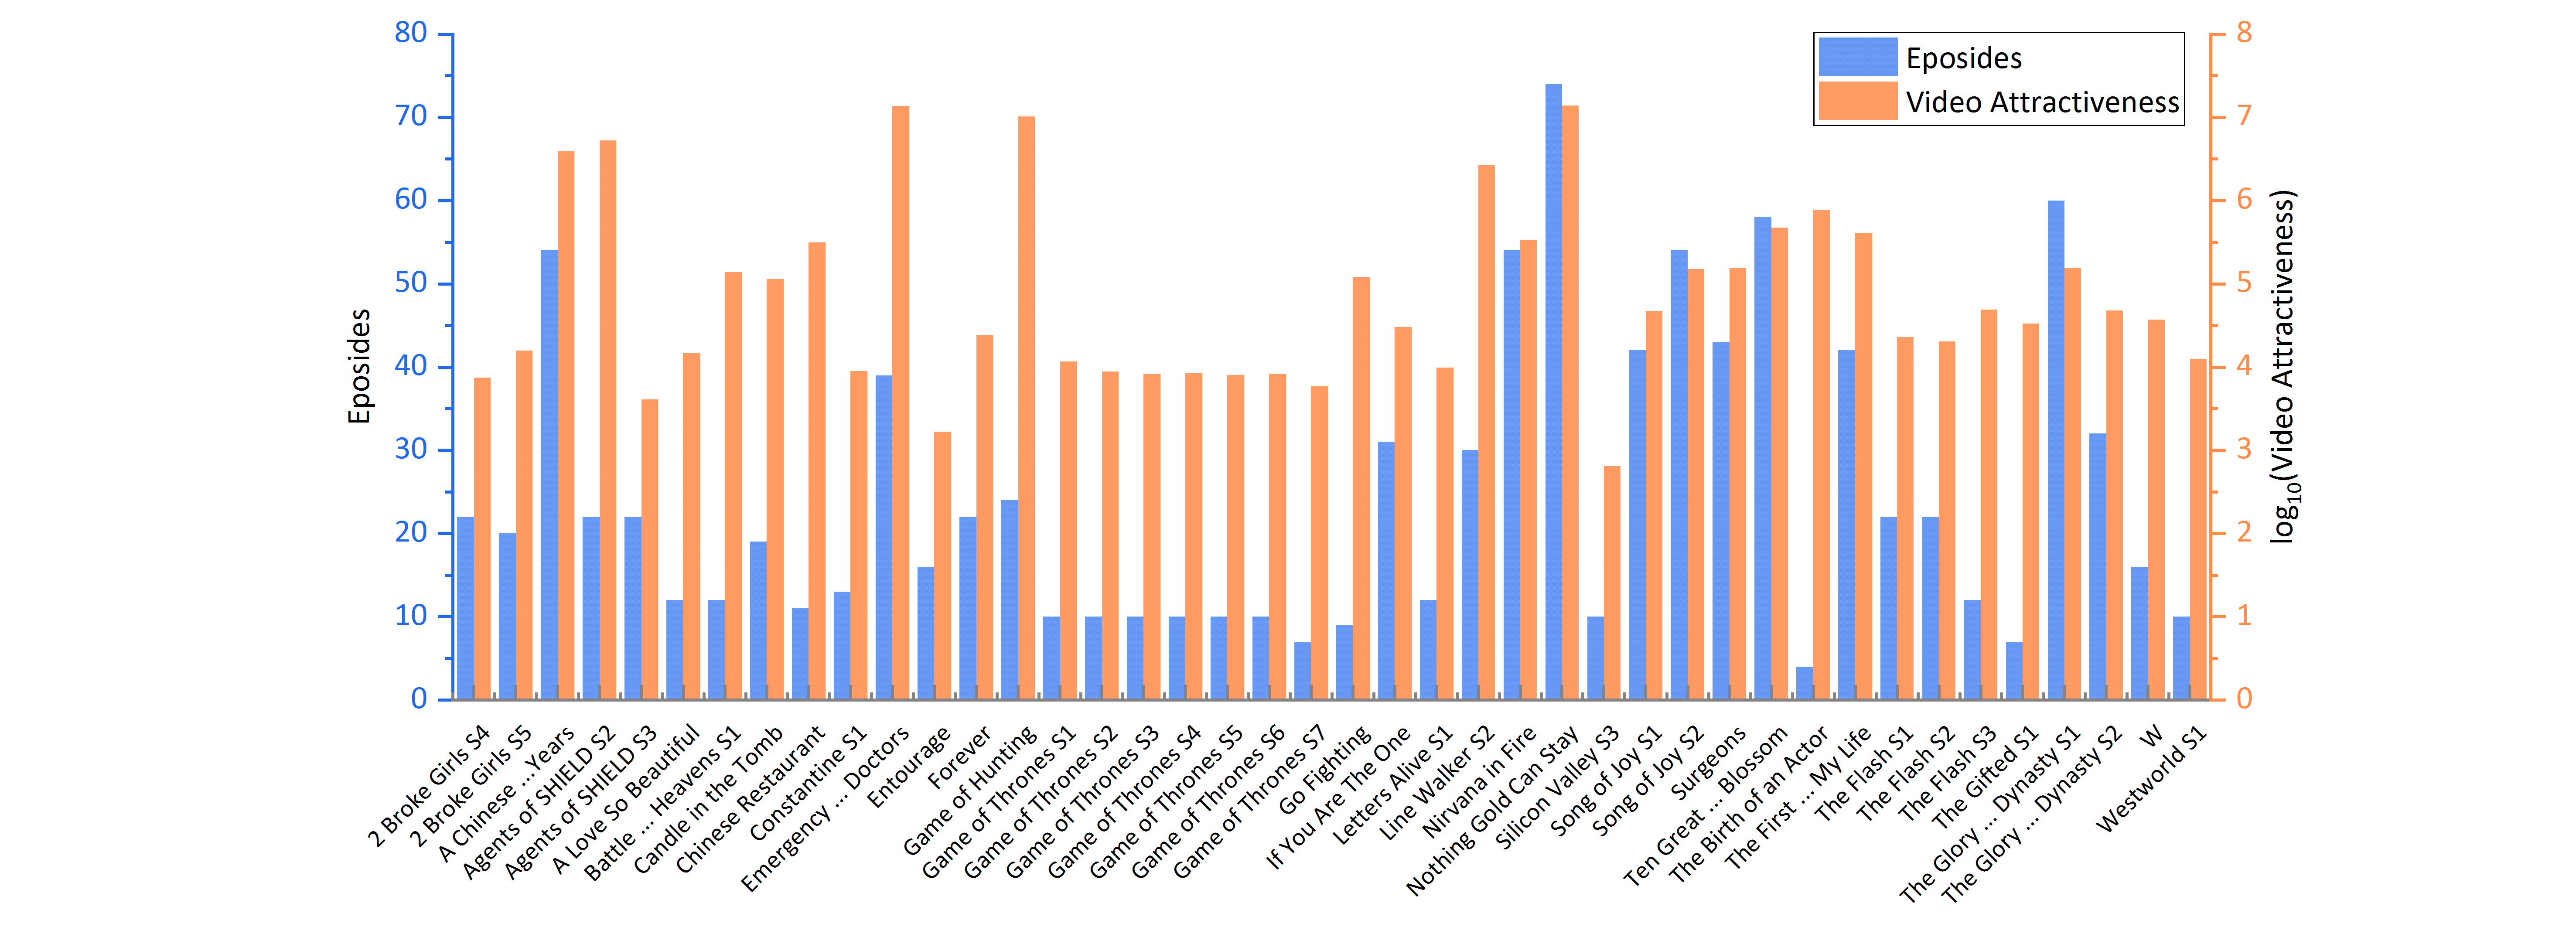 80
70
60
50
40
30
20
10
0
Eposides
8
7
6
5
4
3
2
1
0
log10(Video Attractiveness)
Eposides
Video Attractiveness
2 Broke Girls S4
2 Broke Girls S5
A Chinese ... Years
Agents of SHIELD S2
Agents of SHIELD S3
A Love So Beautiful
Battle ... Heavens S1
Candle in the Tomb
Chinese Restaurant
Constantine S1
Emergency ... Doctors
Entourage
Forever
Game of Hunting
Game of Thrones S1
Game of Thrones S2
Game of Thrones S3
Game of Thrones S4
Game of Thrones S5
Game of Thrones S6
Game of Thrones S7
Go Fighting
If You Are The One
Letters Alive S1
Line Walker S2
Nirvana in Fire
Nothing Gold Can Stay
Silicon Valley S3
Song of Joy S1
Song of Joy S2
Surgeons
Ten Great ... Blossom
The Birth of an Actor
The First ... My Life
The Flash S1
The Flash S2
The Flash S3
The Gifted S1
The Glory ... Dynasty S1
The Glory ... Dynasty S2
W
Westworld S1